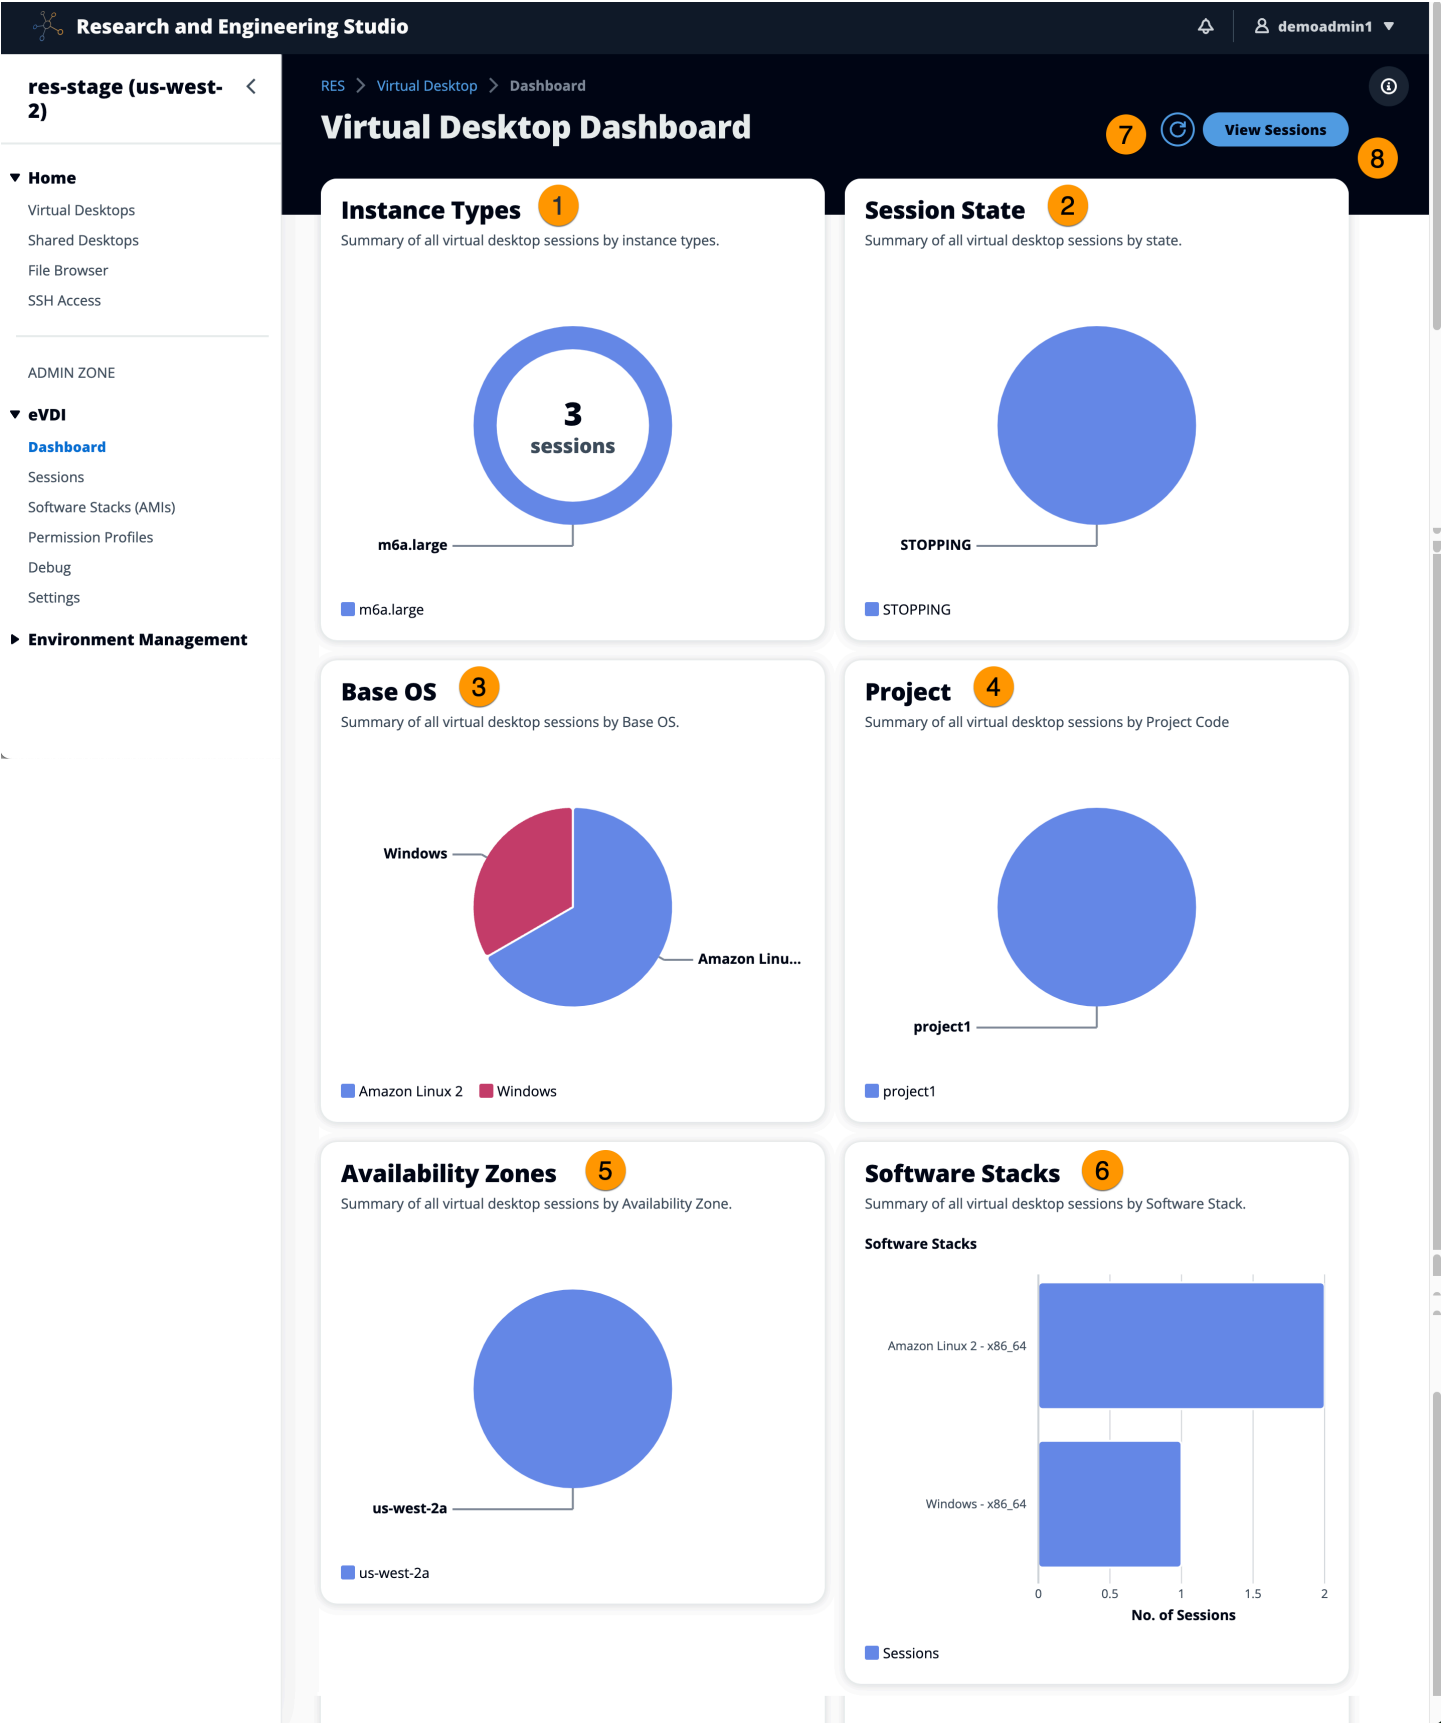 Research and Engineering Studio
demoadmin1
res-stage (us-west-
2)
Home
Virtual Desktops
Shared Desktops
File Browser
SSH Access
ADMIN ZONE
eVDI
Dashboard
Sessions
Software Stacks (AMIs)
Permission Profiles
Debug
Settings
Environment Management
RES > Virtual Desktop > Dashboard
Virtual Desktop Dashboard
7
View Sessions
8
Instance Types 1
Summary of all virtual desktop sessions by instance types.
3
sessions
m6a.large
m6a.large
Session State 2
Summary of all virtual desktop sessions by state.
STOPPING
STOPPING
Base OS 3
Summary of all virtual desktop sessions by Base OS.
Windows
Amazon Linu...
Amazon Linux 2 Windows
Project 4
Summary of all virtual desktop sessions by Project Code
project1
project1
Availability Zones 5
Summary of all virtual desktop sessions by Availability Zone.
us-west-2a
us-west-2a
Software Stacks 6
Summary of all virtual desktop sessions by Software Stack.
Software Stacks
Amazon Linux 2 - x86_64
Windows - x86_64
0 0.5 1 1.5 2
No. of Sessions
Sessions